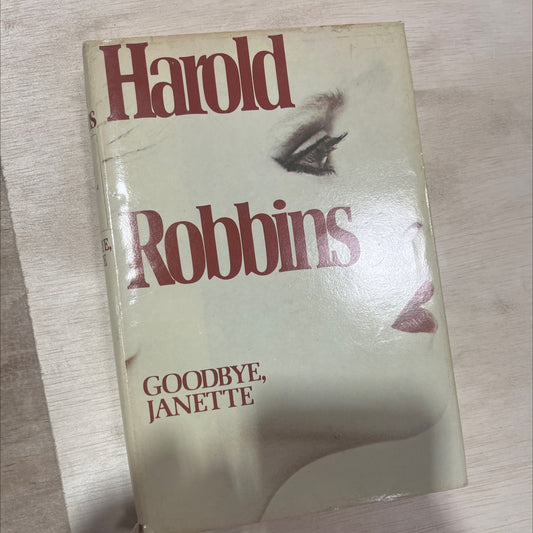 Harold
Robbins
GOODBYE,
JANETTE